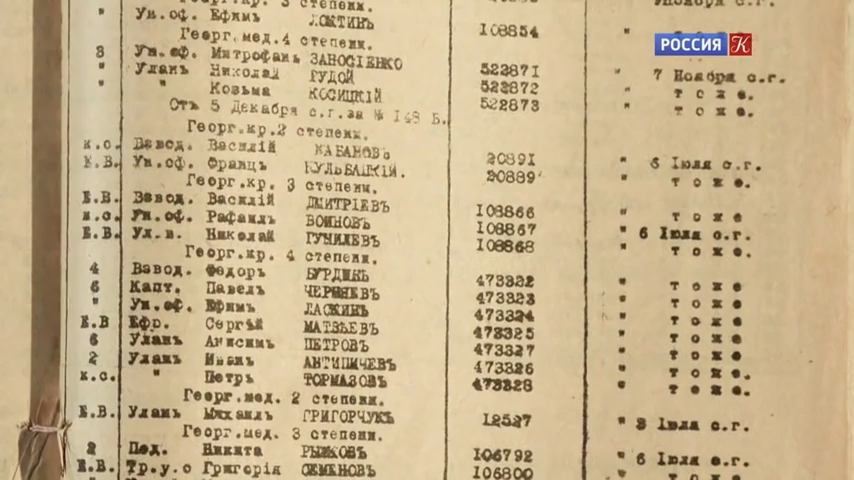 Георг.кр. 3 степени.
" Ун.оф. Ефимъ ЛОКТИНЪ 108854
Георг.мед.4 степени.
РОССИЯ К
3 Ун.оф. Митрофанъ ЗАНОСІЕНКО
" Уланъ Николай РУДОЙ 522871 " 7 Ноября с.г.
" " Козьма КОСИЦКІЙ 522872 " тоже.
522873 " тоже.
Отъ 5 Декабря с.г.за № 148 Б.
Георг.кр.2 степени.
к.с. Взвод. Василій КАБАНОВЪ 20891 " 6 Іюля с.г.
Е.В. Ун.оф. Францъ КУЛЬБАЦКІЙ. 20889 " тоже.
Георг.кр. 3 степени.
Е.В. Взвод. Василій ДМИТРІЕВЪ 108866 " тоже
к.с. Ун.оф. Рафаилъ ВОИНОВЪ 108867 " 6 Іюля с.г.
Е.В. Ул.и. Николай ГУМИЛЕВЪ 108868 " тоже.
Георг.кр. 4 степени.
4 Взвод. Федоръ БУРДИНЪ 473322 " тоже
6 Капт. Павелъ ЧЕРНЯЕВЪ 473323 " тоже
" Ун.оф. Ефимъ ЛАСКИНЪ 473324 " тоже
Е.В Ефр. Сергѣй МАТВѢЕВЪ 473325 " тоже
6 Уланъ Анисимъ ПЕТРОВЪ 473327 " тоже
2 Уланъ Иванъ АНТИПИЧЕВЪ 473326 " тоже.
к.с. " Петръ ТОРМАЗОВЪ 473328 " тоже.
Георг.мед. 2 степени.
Е.В. Уланъ Михаилъ ГРИГОРЧУКЪ 12527 " 3 Іюля с.г.
Георг.мед. 3 степени.
2 Пол. Никита РЫЖКОВЪ 106792 " 6 Іюля с.г.
Е.В. Тр.у.о Григорія СЕМЕНОВЪ 106800 " тоже